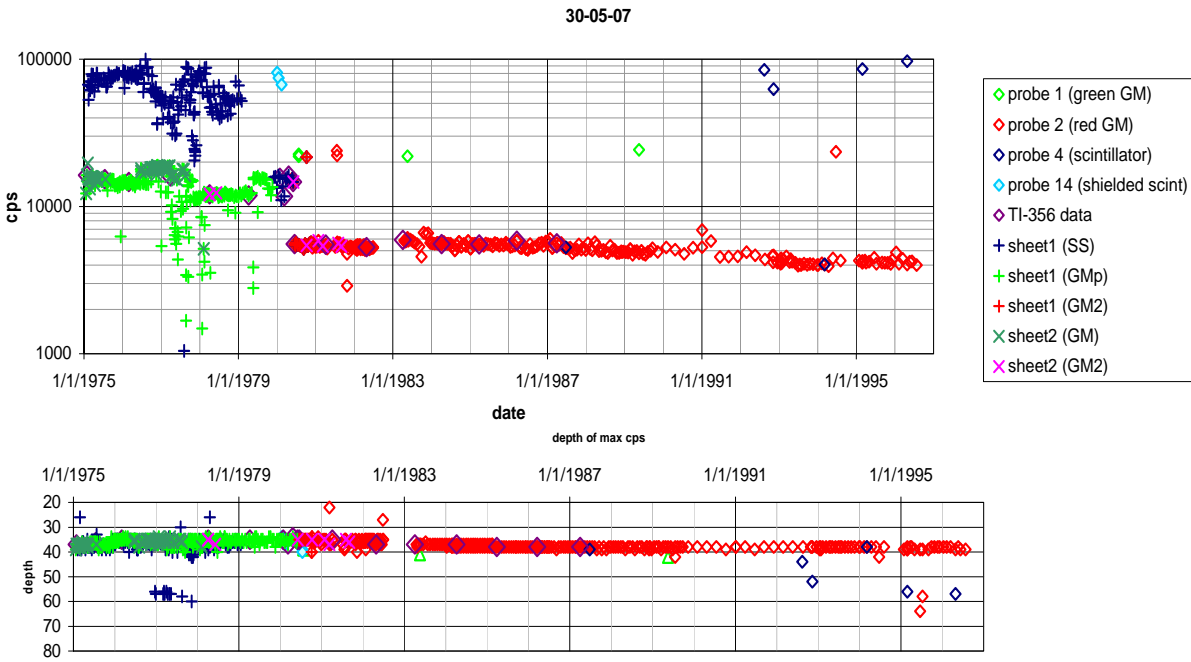 30-05-07
100000
10000
1000
cps
1/1/1975 1/1/1979 1/1/1983 1/1/1987 1/1/1991 1/1/1995
date
probe 1 (green GM)
probe 2 (red GM)
probe 4 (scintillator)
probe 14 (shielded scint)
TI-356 data
sheet1 (SS)
sheet1 (GMp)
sheet1 (GM2)
sheet2 (GM)
sheet2 (GM2)
depth of max cps
1/1/1975 1/1/1979 1/1/1983 1/1/1987 1/1/1991 1/1/1995
20
30
40
50
60
70
80
depth